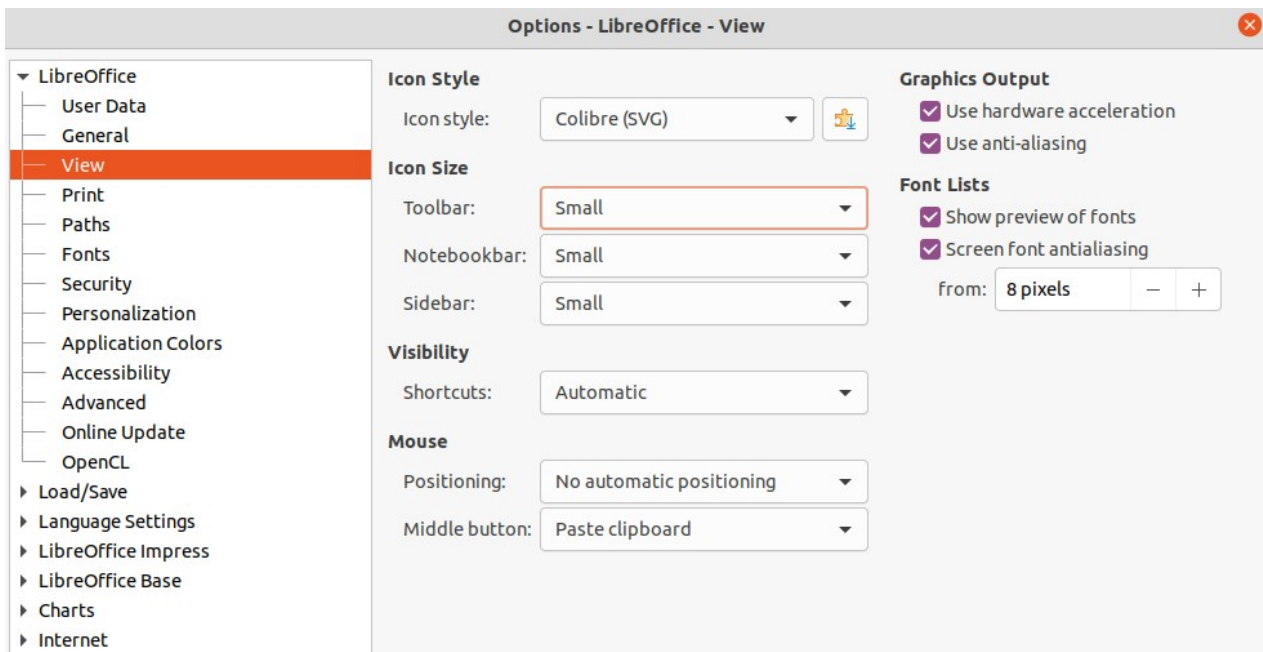 Options - LibreOffice - View
LibreOffice
User Data
General
View
Print
Paths
Fonts
Security
Personalization
Application Colors
Accessibility
Advanced
Online Update
OpenCL
Load/Save
Language Settings
LibreOffice Impress
LibreOffice Base
Charts
Internet
Icon Style
Icon style: Colibre (SVG)
Icon Size
Toolbar: Small
Notebookbar: Small
Sidebar: Small
Visibility
Shortcuts: Automatic
Mouse
Positioning: No automatic positioning
Middle button: Paste clipboard
Graphics Output
Use hardware acceleration
Use anti-aliasing
Font Lists
Show preview of fonts
Screen font antialiasing
from: 8 pixels − +